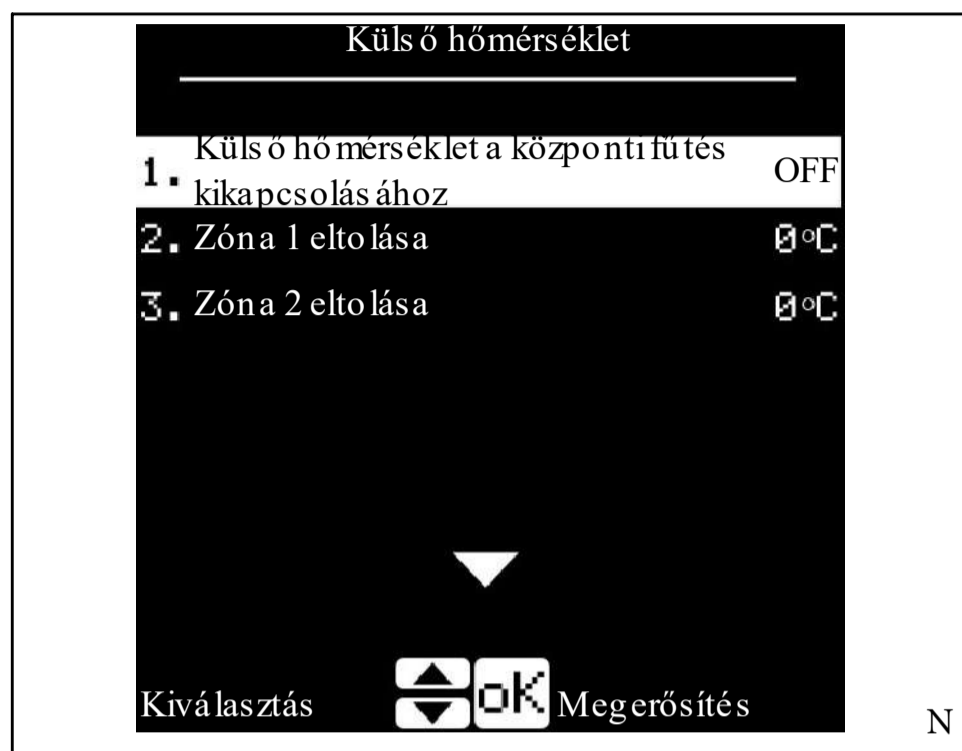 Külső hőmérséklet
1. Külső hőmérséklet a központi fűtés
kikapcsolásához OFF
2. Zóna 1 eltolása 0°C
3. Zóna 2 eltolása 0°C
Kiválasztás oK Megerősítés
N